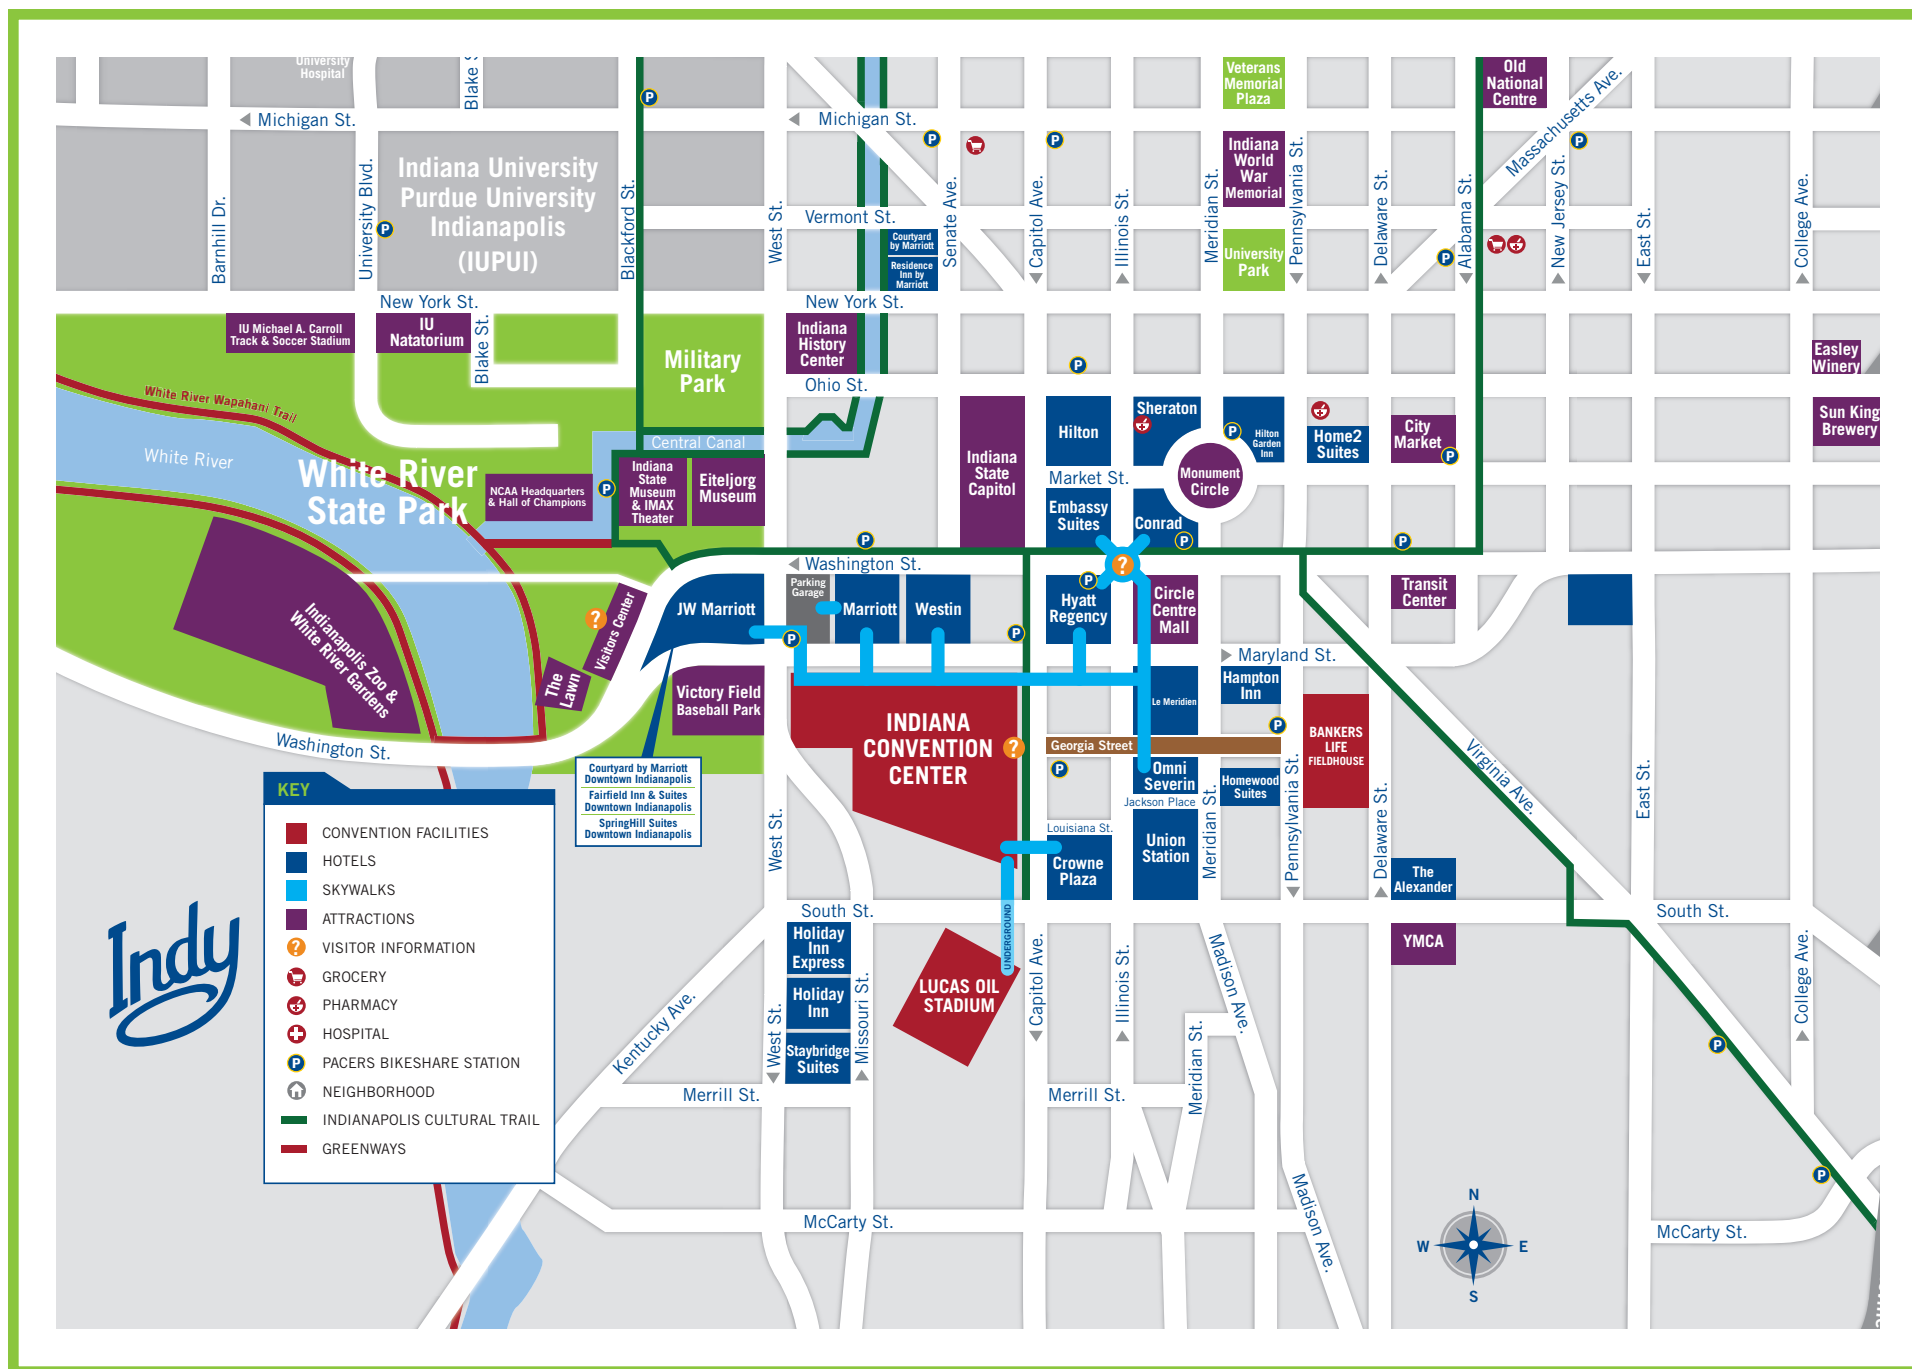 University
Hospital
Blake S
Old
National
Centre
Veterans
Memorial
Plaza
Massachusetts Ave.
Michigan St.
Michigan St.
Indiana University
Purdue University
Indianapolis
(IUPUI)
Indiana
World
War
Memorial
Barnhill Dr.
University Blvd.
Blackford St.
West St.
Vermont St.
Senate Ave.
Capitol Ave.
Illinois St.
Meridian St.
Pennsylvania St.
Delaware St.
Alabama St.
New Jersey St.
East St.
College Ave.
Courtyard
by Marriott
Residence
Inn by
Marriott
University
Park
New York St.
New York St.
IU Michael A. Carroll
Track & Soccer Stadium
IU
Natatorium
Blake St.
Military
Park
Indiana
History
Center
Ohio St.
Easley
Winery
Sun King
Brewery
White River Wapahani Trail
White River
White River
State Park
Central Canal
NCAA Headquarters
& Hall of Champions
Indiana
State
Museum
& IMAX
Theater
Eiteljorg
Museum
Indiana
State
Capitol
Hilton
Sheraton
Hilton
Garden
Inn
Home2
Suites
City
Market
Market St.
Monument
Circle
Embassy
Suites
Conrad
Washington St.
Parking
Garage
JW Marriott
Marriott
Westin
Hyatt
Regency
Circle
Centre
Mall
Transit
Center
Indianapolis Zoo &
White River Gardens
Visitors Center
The
Lawn
Victory Field
Baseball Park
Maryland St.
Hampton
Inn
Le Meridien
INDIANA
CONVENTION
CENTER
Georgia Street
BANKERS
LIFE
FIELDHOUSE
Washington St.
Virginia Ave.
Courtyard by Marriott
Downtown Indianapolis
Fairfield Inn & Suites
Downtown Indianapolis
SpringHill Suites
Downtown Indianapolis
Omni
Severin
Homewood
Suites
Jackson Place
Louisiana St.
Union
Station
Crowne
Plaza
West St.
Meridian St.
Pennsylvania St.
Delaware St.
East St.
The
Alexander
KEY
CONVENTION FACILITIES
HOTELS
SKYWALKS
ATTRACTIONS
VISITOR INFORMATION
GROCERY
PHARMACY
HOSPITAL
P PACERS BIKESHARE STATION
NEIGHBORHOOD
INDIANAPOLIS CULTURAL TRAIL
GREENWAYS
Indy
South St.
South St.
UNDERGROUND
YMCA
Holiday
Inn
Express
Holiday
Inn
Staybridge
Suites
LUCAS OIL
STADIUM
Kentucky Ave.
West St.
Missouri St.
Capitol Ave.
Illinois St.
Madison Ave.
Meridian St.
College Ave.
Merrill St.
Merrill St.
McCarty St.
McCarty St.
Madison Ave.
N
W
E
S